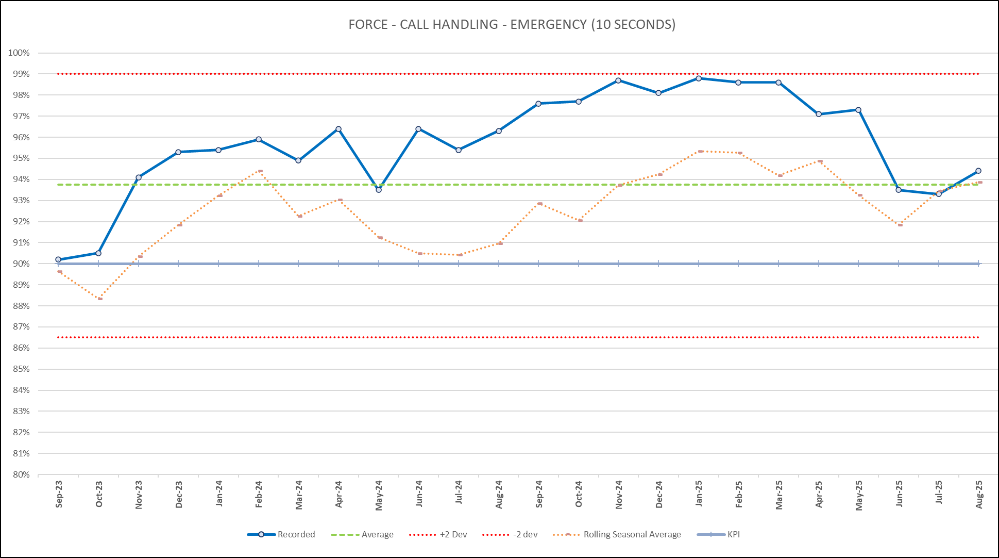 FORCE - CALL HANDLING - EMERGENCY (10 SECONDS)
100%
99%
98%
97%
96%
95%
94%
93%
92%
91%
90%
89%
88%
87%
86%
85%
84%
83%
82%
81%
80%
Sep-23
Oct-23
Nov-23
Dec-23
Jan-24
Feb-24
Mar-24
Apr-24
May-24
Jun-24
Jul-24
Aug-24
Sep-24
Oct-24
Nov-24
Dec-24
Jan-25
Feb-25
Mar-25
Apr-25
May-25
Jun-25
Jul-25
Aug-25
Recorded Average +2 Dev -2 dev Rolling Seasonal Average KPI